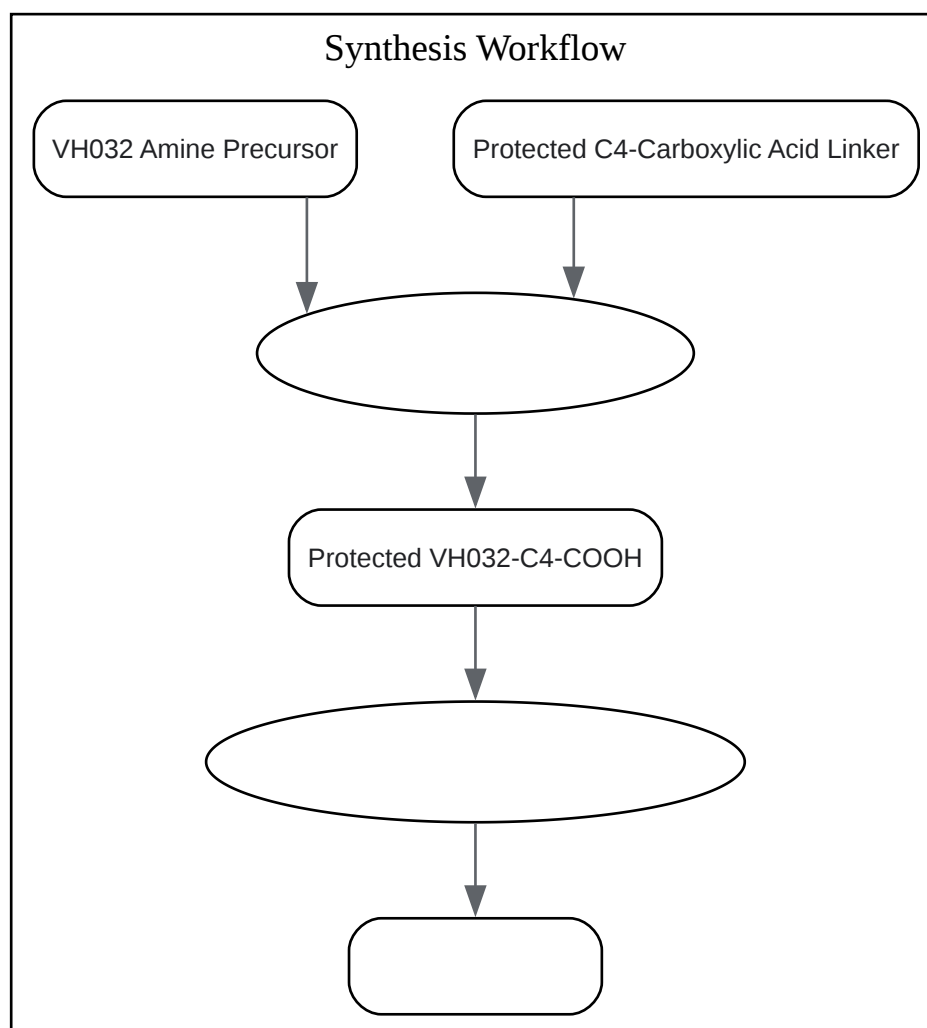 Synthesis Workflow
VH032 Amine Precursor
Protected C4-Carboxylic Acid Linker
Protected VH032-C4-COOH